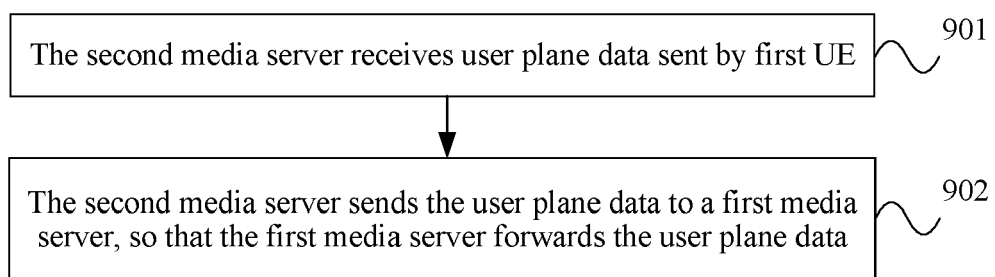 The second media server receives user plane data sent by first UE
901
The second media server sends the user plane data to a first media
server, so that the first media server forwards the user plane data
902